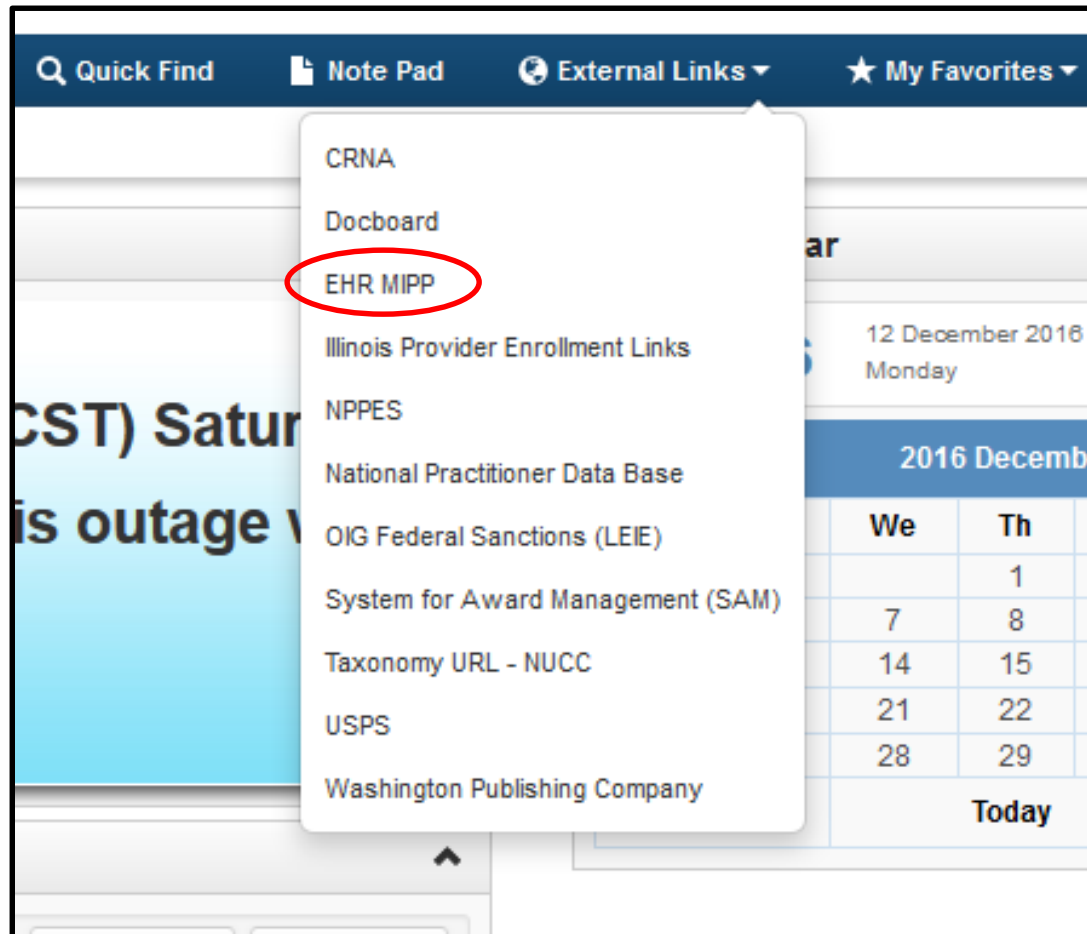 Quick Find Note Pad External Links My Favorites
CRNA
Docboard
EHR MIPP
Illinois Provider Enrollment Links
NPPES
National Practitioner Data Base
OIG Federal Sanctions (LEIE)
System for Award Management (SAM)
Taxonomy URL - NUCC
USPS
Washington Publishing Company
CST) Satur
is outage
ar
12 December 2016
Monday
2016 Decemb
We Th
1
7 8
14 15
21 22
28 29
Today